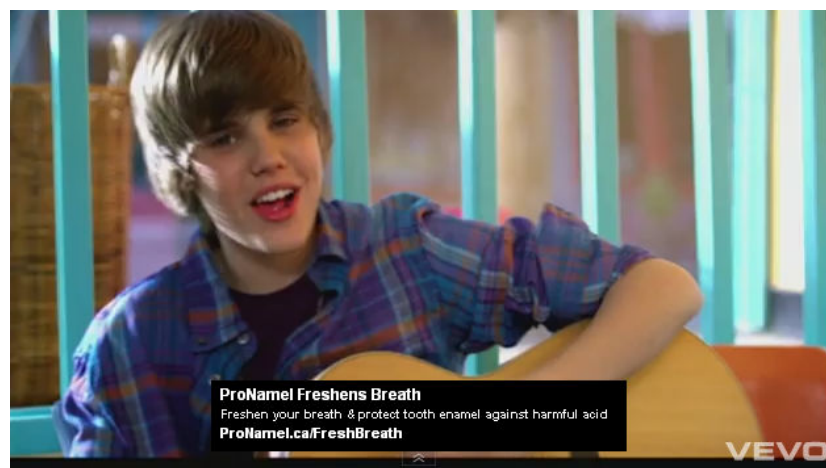 ProNamel Freshens Breath
Freshen your breath & protect tooth enamel against harmful acid
ProNamel.ca/FreshBreath
VEVO